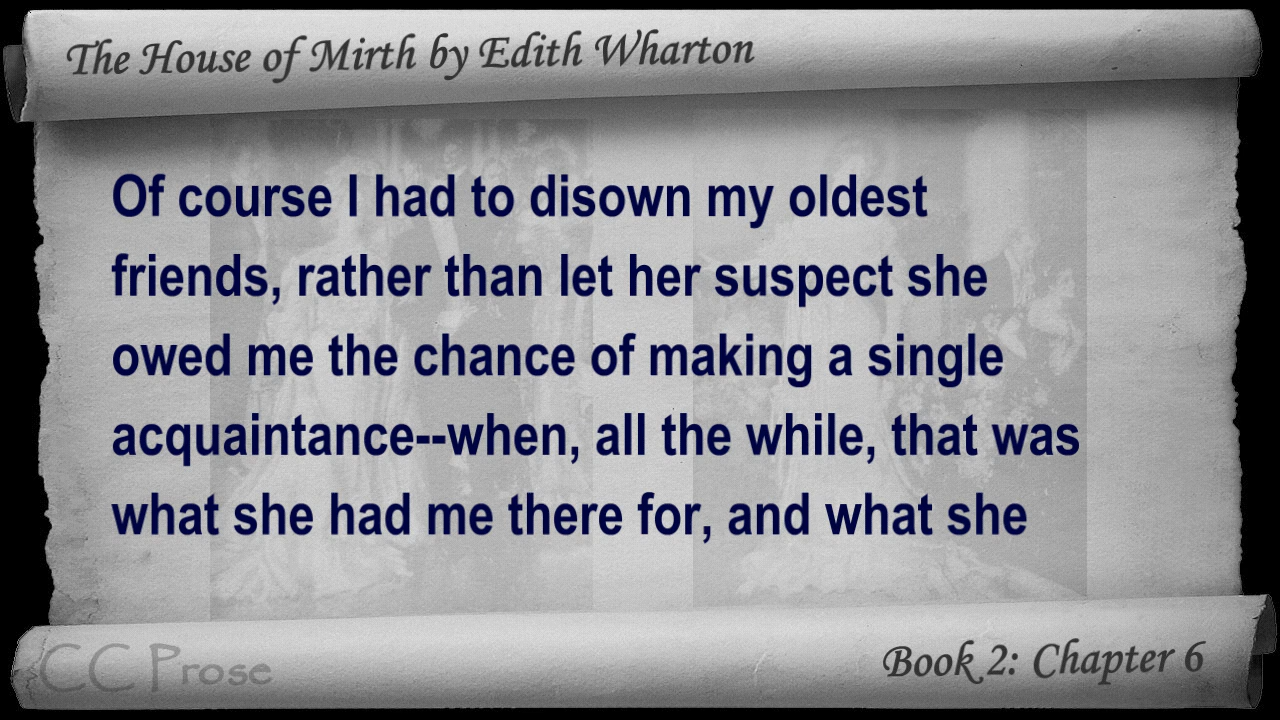 The House of Mirth by Edith Wharton
Of course I had to disown my oldest
friends, rather than let her suspect she
owed me the chance of making a single
acquaintance--when, all the while, that was
what she had me there for, and what she
CC Prose
Book 2: Chapter 6